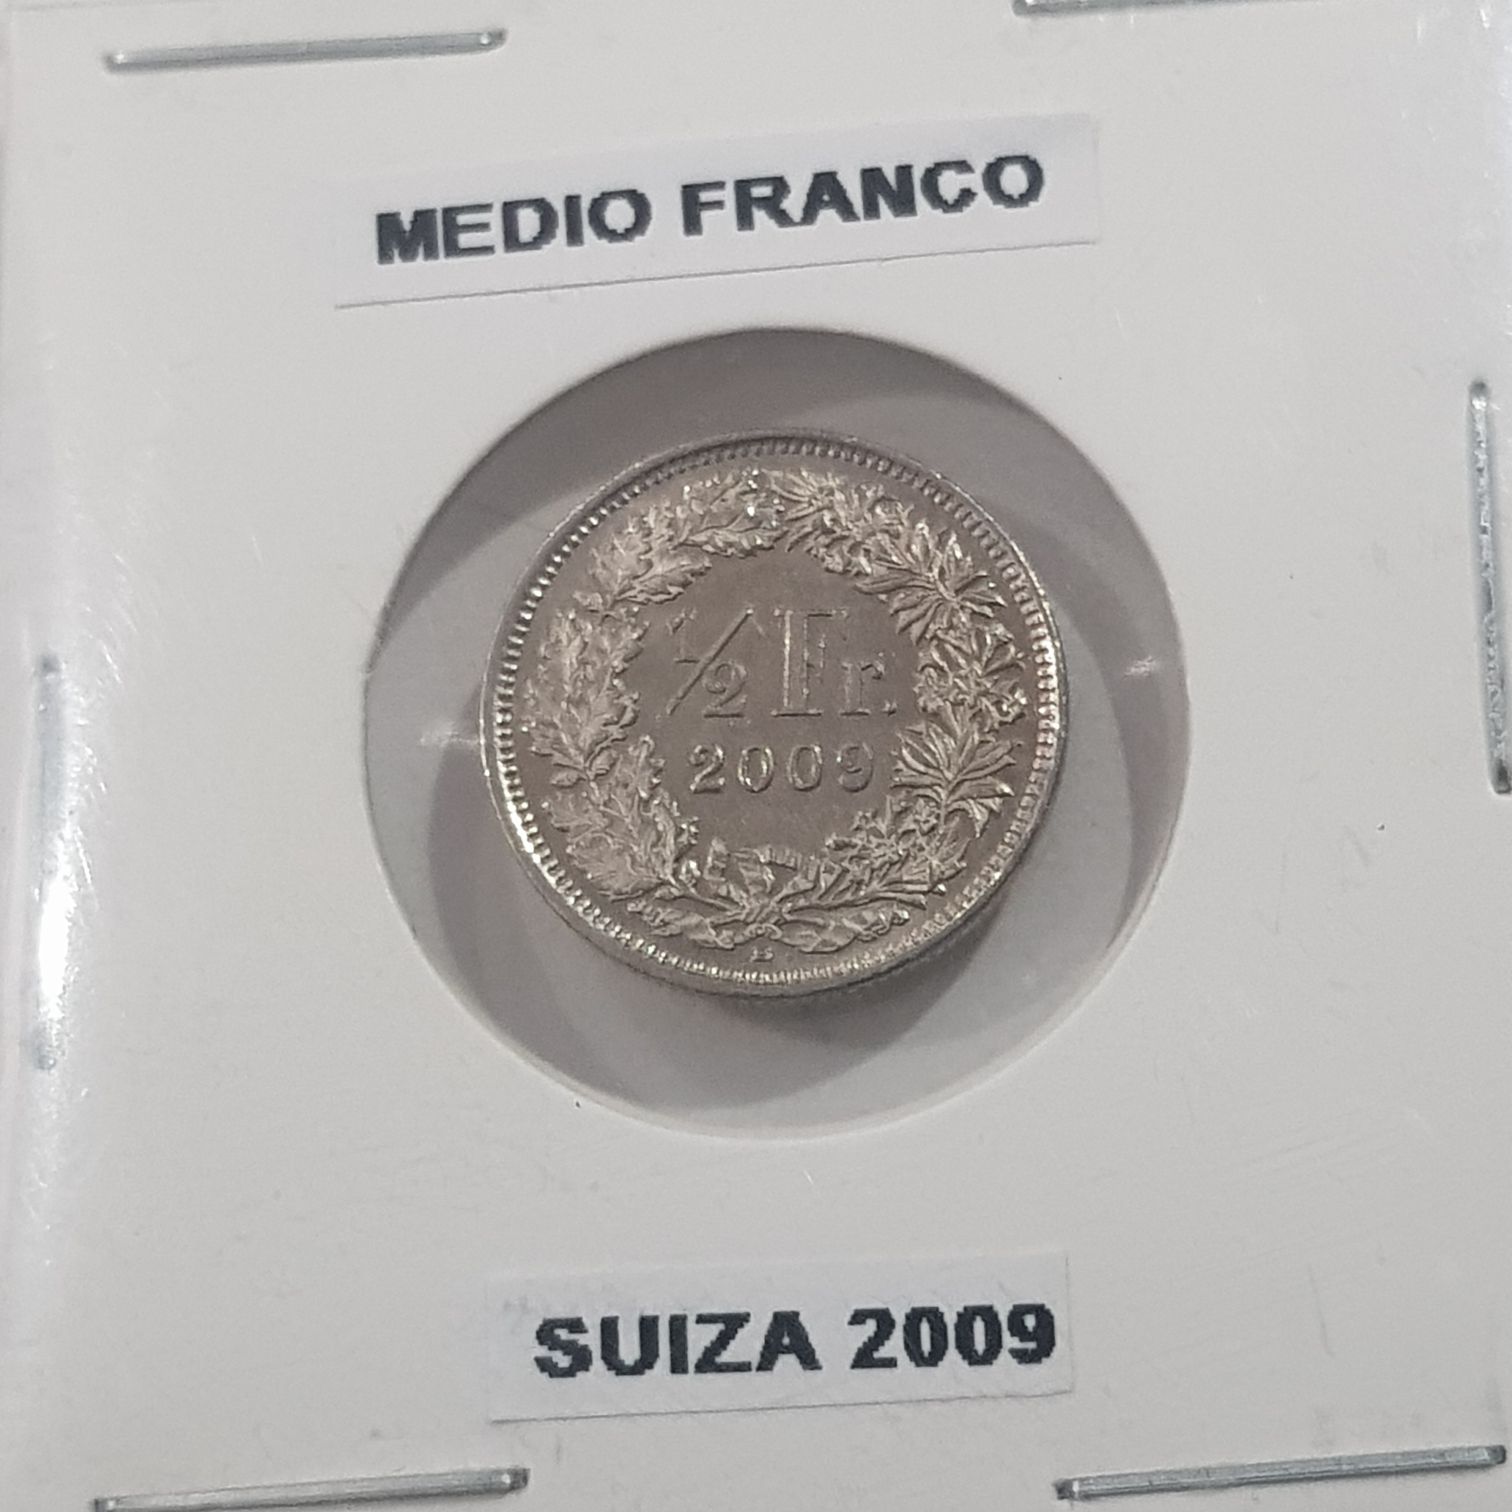 MEDIO FRANCO
½ Fr.
2009
B
SUIZA 2009